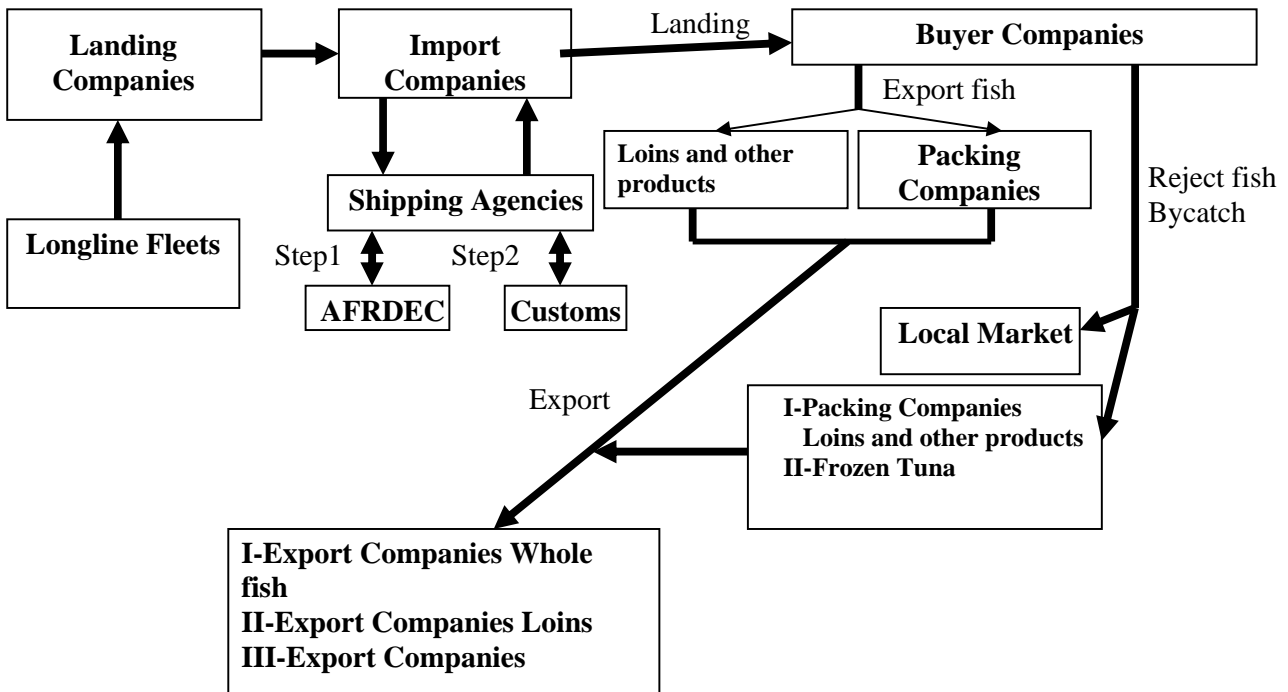 Landing
Companies
Import
Companies
Landing
Buyer Companies
Export fish
Loins and other
products
Packing
Companies
Reject fish
Bycatch
Shipping Agencies
Longline Fleets
Step1
Step2
AFRDEC
Customs
Local Market
Export
I-Packing Companies
Loins and other products
II-Frozen Tuna
I-Export Companies Whole
fish
II-Export Companies Loins
III-Export Companies